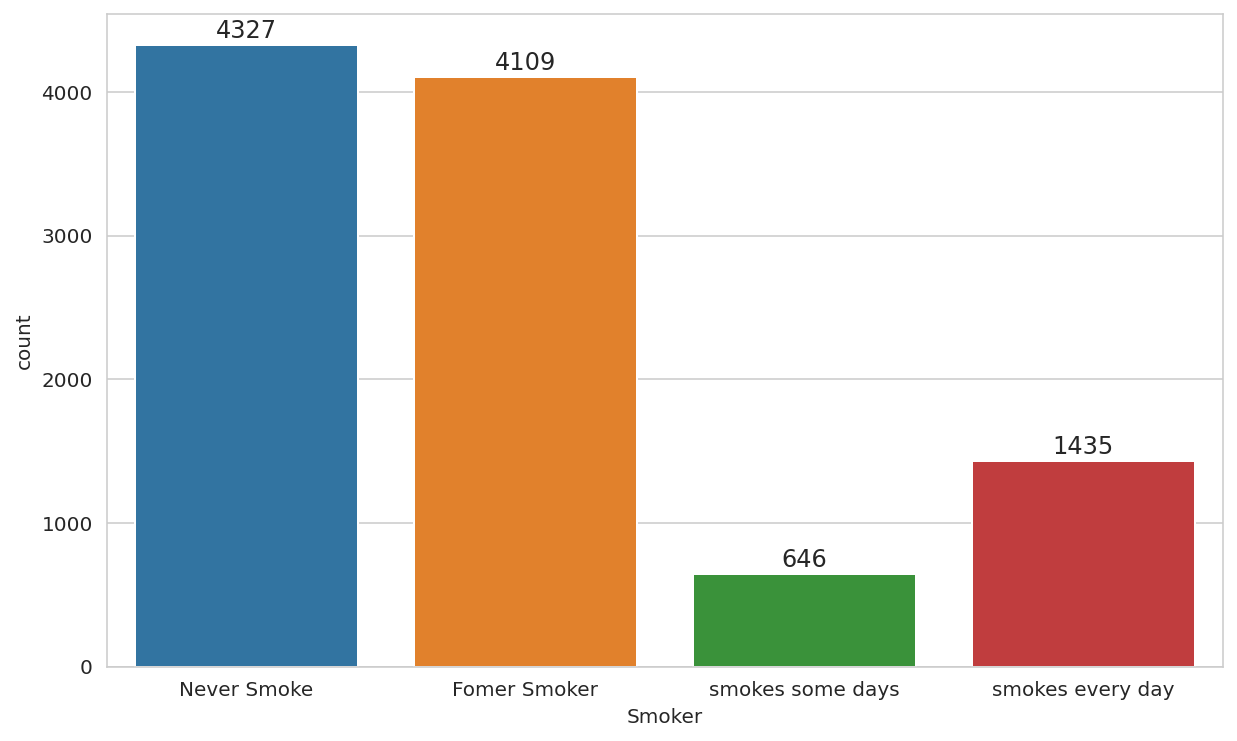 4327
4109
4000
3000
count
2000
1435
1000
646
0
Never Smoke
Fomer Smoker
smokes some days
smokes every day
Smoker